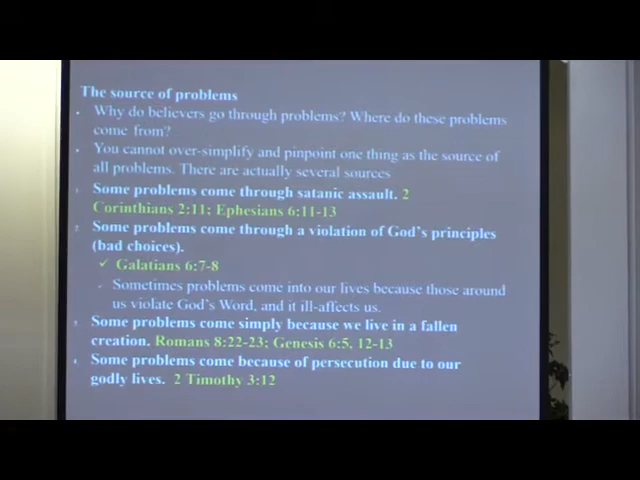 The source of problems
• Why do believers go through problems? Where do these problems
come from?
• You cannot over-simplify and pinpoint one thing as the source of
all problems. There are actually several sources
Some problems come through satanic assault. 2
Corinthians 2:11; Ephesians 6:11-13
Some problems come through a violation of God's principles
(bad choices).
✓ Galatians 6:7-8
Sometimes problems come into our lives because those around
us violate God's Word, and it ill-affects us.
Some problems come simply because we live in a fallen
creation. Romans 8:22-23; Genesis 6:5, 12-13
Some problems come because of persecution due to our
godly lives. 2 Timothy 3:12